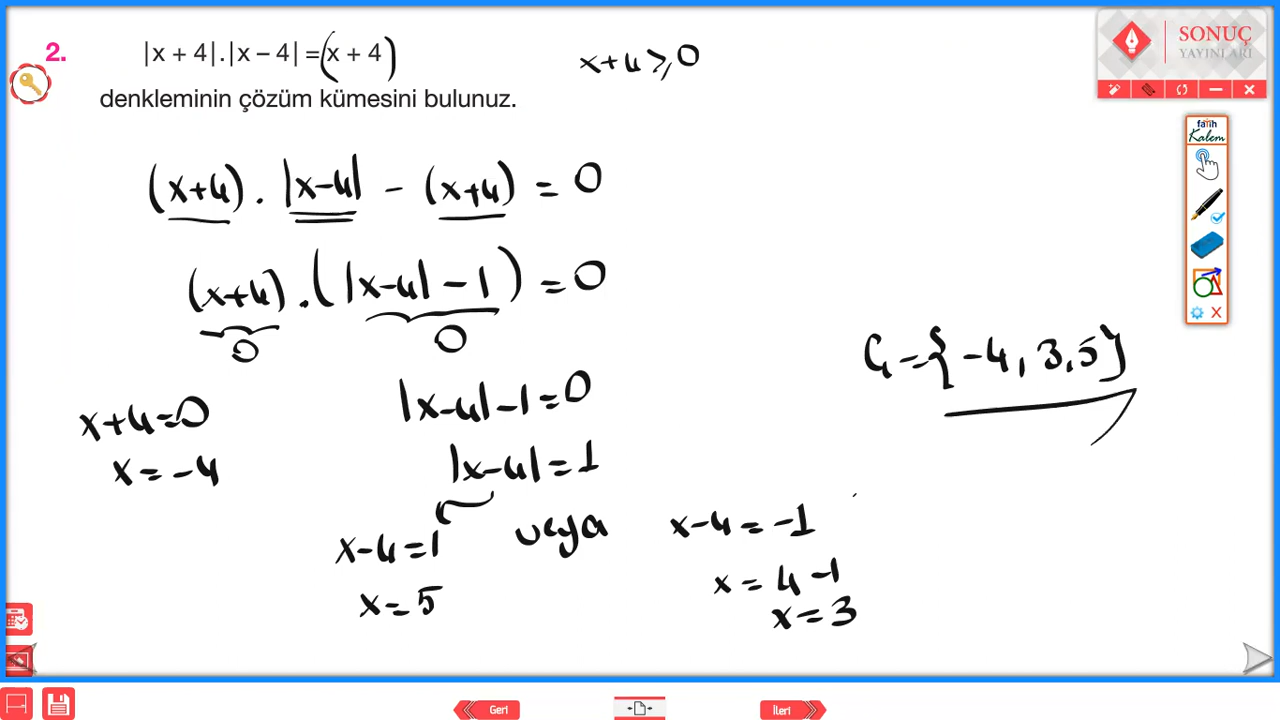 2. |x + 4|.|x – 4| = (x + 4)
x+4 ≥ 0
denkleminin çözüm kümesini bulunuz.
(x+4) . |x-4| - (x+4) = 0
(x+4) . (|x-4| - 1) = 0
0 0
x+4=0
x = -4
|x-4|-1=0
|x-4|=1
x-4=1 veya x-4 = -1
x=5
x = 4-1
x=3
Ç={-4, 3, 5}
SONUÇ
YAYINLARI
fatih
Kalem
Geri
İleri